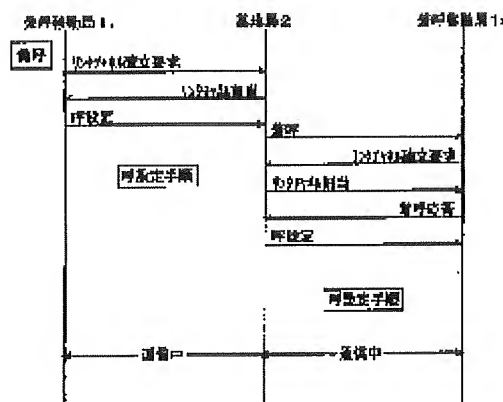 発呼移動局1
基地局2
着呼移動局1
発呼
リンクチャネル確立要求
リンクチャネル割当
呼設定
着呼
リンクチャネル確立要求
呼設定手順
リンクチャネル割当
着呼応答
呼設定
呼設定手順
通信中
通信中